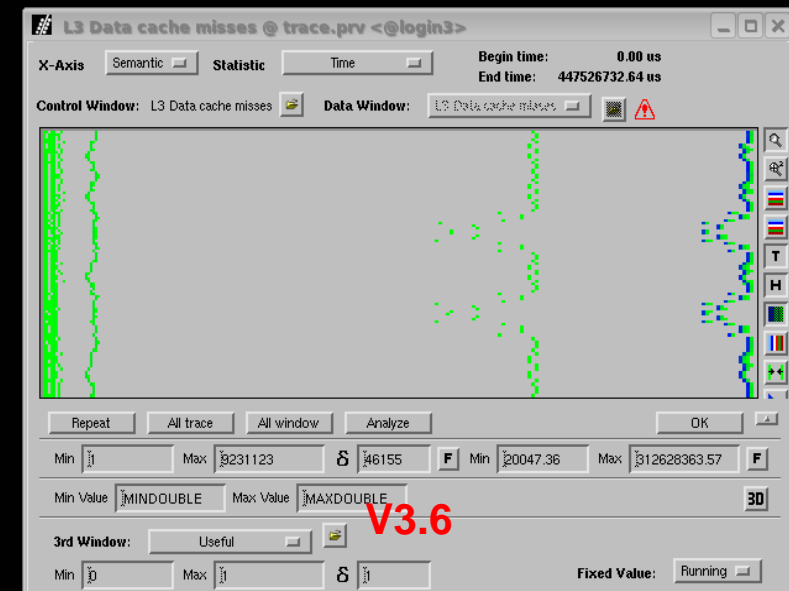 L3 Data cache misses @ trace.prv <@login3>
X-Axis Semantic Statistic Time Begin time: 0.00 us
End time: 447526732.64 us
Control Window: L3 Data cache misses Data Window: L3 Data cache misses
T
H
Repeat All trace All window Analyze OK
Min 1 Max 9231123 δ 46155 F Min 20047.36 Max 312628363.57 F
Min Value MINDOUBLE Max Value MAXDOUBLE 3D
V3.6
3rd Window: Useful
Min 0 Max 1 δ 1 Fixed Value: Running